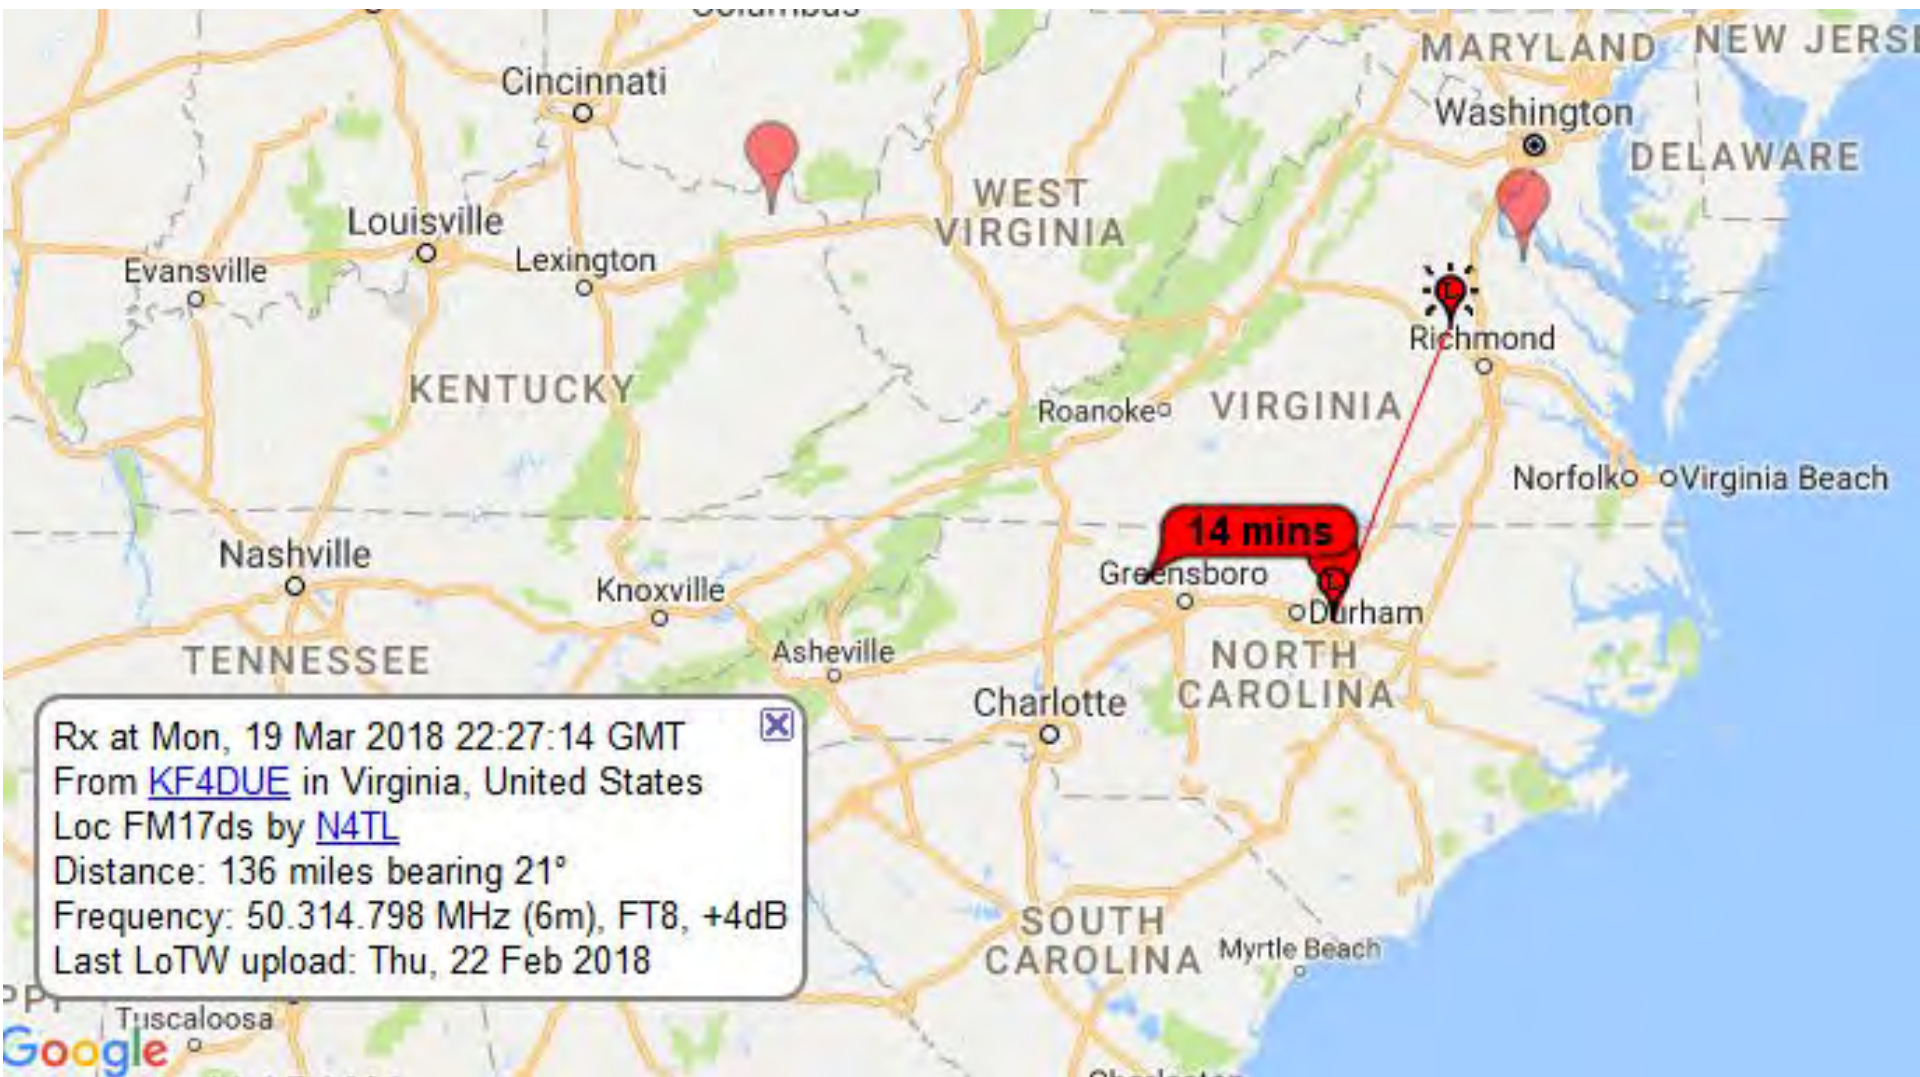 Columbus
MARYLAND
NEW JERS
Cincinnati
Washington
DELAWARE
WEST
VIRGINIA
Louisville
Lexington
Evansville
Richmond
KENTUCKY
Roanoke
VIRGINIA
Norfolk
Virginia Beach
14 mins
L
L
Nashville
Knoxville
Greensboro
Durham
TENNESSEE
Asheville
NORTH
CAROLINA
Charlotte
Rx at Mon, 19 Mar 2018 22:27:14 GMT
From KF4DUE in Virginia, United States
Loc FM17ds by N4TL
Distance: 136 miles bearing 21°
Frequency: 50.314.798 MHz (6m), FT8, +4dB
Last LoTW upload: Thu, 22 Feb 2018
SOUTH
CAROLINA
Myrtle Beach
PPI
Tuscaloosa
Google
Charleston